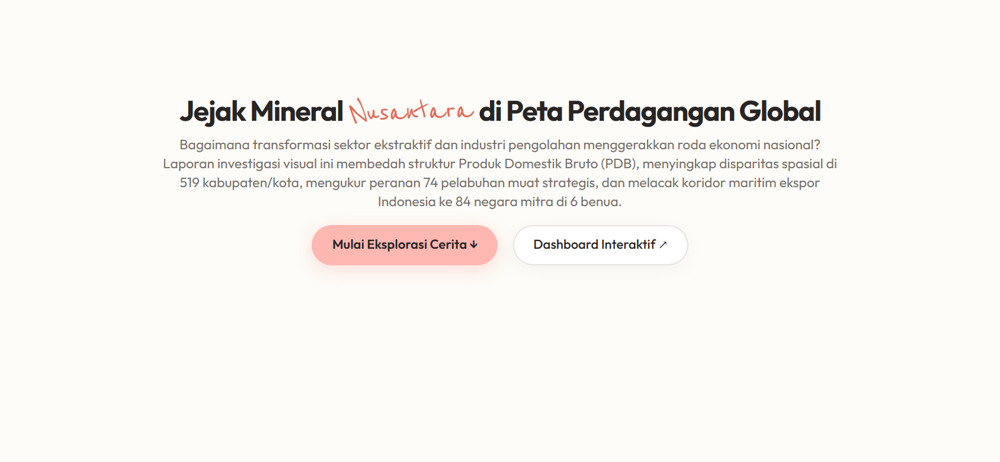 Jejak Mineral Nusantara di Peta Perdagangan Global
Bagaimana transformasi sektor ekstraktif dan industri pengolahan menggerakkan roda ekonomi nasional?
Laporan investigasi visual ini membedah struktur Produk Domestik Bruto (PDB), menyingkap disparitas spasial di
519 kabupaten/kota, mengukur peranan 74 pelabuhan muat strategis, dan melacak koridor maritim ekspor
Indonesia ke 84 negara mitra di 6 benua.
Mulai Eksplorasi Cerita ↓
Dashboard Interaktif ↗